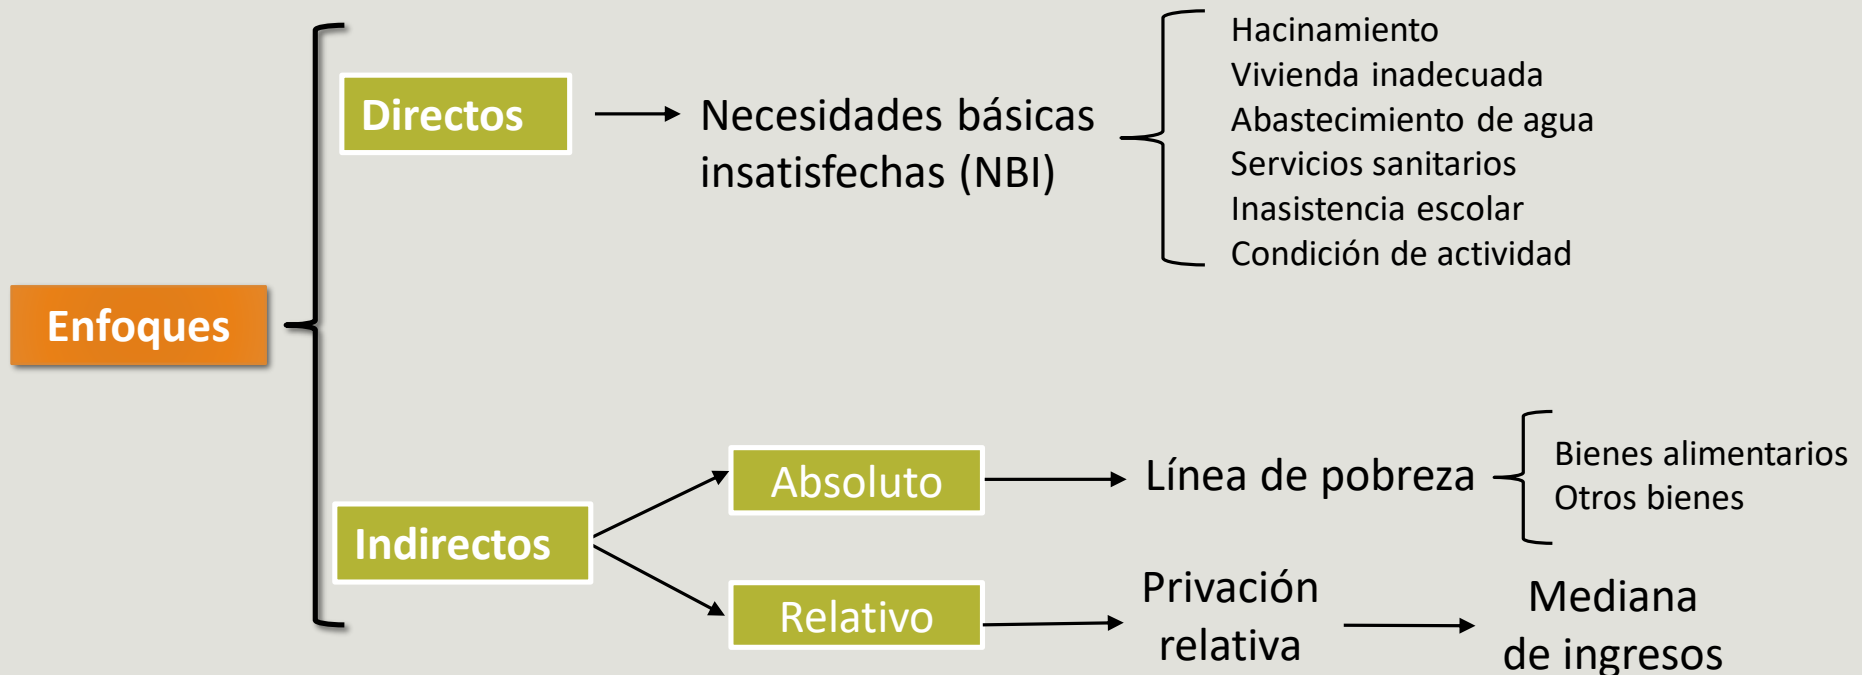 Enfoques
Directos
Necesidades básicas
insatisfechas (NBI)
Hacinamiento
Vivienda inadecuada
Abastecimiento de agua
Servicios sanitarios
Inasistencia escolar
Condición de actividad
Indirectos
Absoluto
Línea de pobreza
Bienes alimentarios
Otros bienes
Relativo
Privación
relativa
Mediana
de ingresos